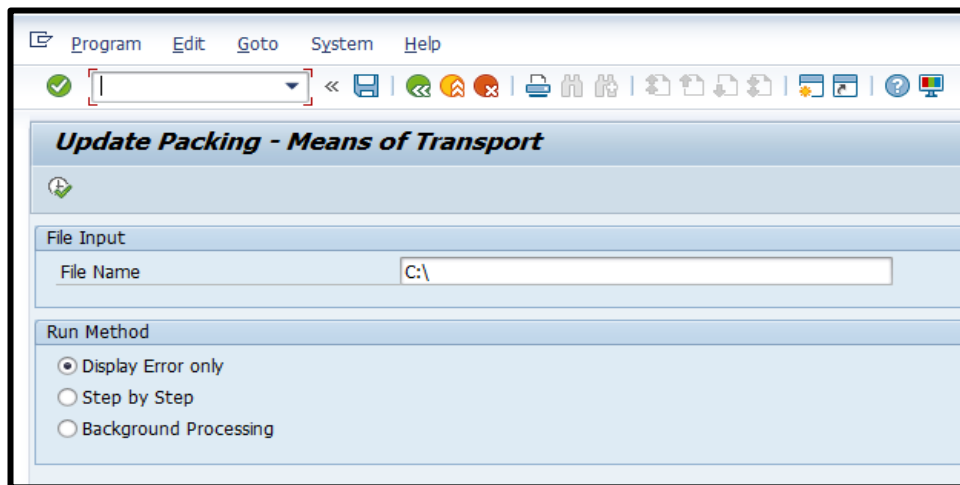 Program Edit Goto System Help
Update Packing - Means of Transport
File Input
File Name C:\
Run Method
Display Error only
Step by Step
Background Processing